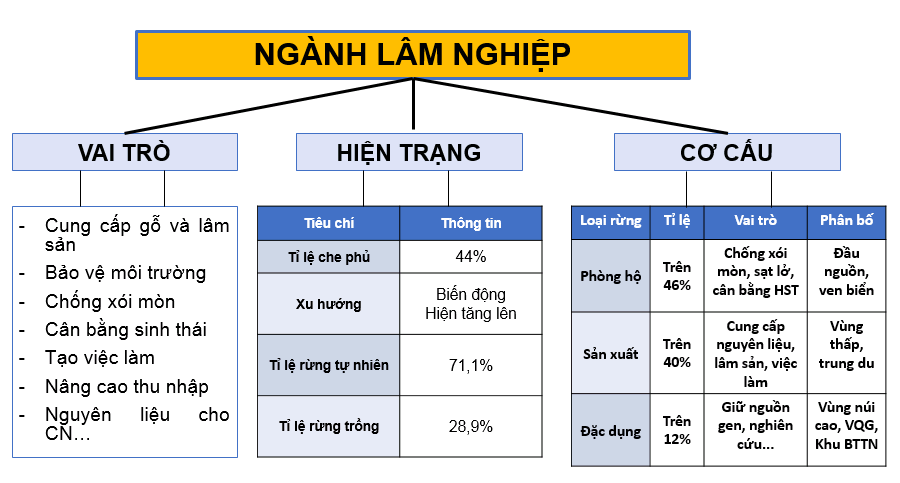 NGÀNH LÂM NGHIỆP
VAI TRÒ
- Cung cấp gỗ và lâm
sản
- Bảo vệ môi trường
- Chống xói mòn
- Cân bằng sinh thái
- Tạo việc làm
- Nâng cao thu nhập
- Nguyên liệu cho
CN…
HIỆN TRẠNG
Tiêu chí Thông tin
Tỉ lệ che phủ 44%
Xu hướng
Biến động
Hiện tăng lên
Tỉ lệ rừng tự nhiên 71,1%
Tỉ lệ rừng trồng 28,9%
CƠ CẤU
Loại rừng Tỉ lệ Vai trò Phân bố
Phòng hộ
Trên
46%
Chống xói
mòn, sạt lở,
cân bằng HST
Đầu
nguồn,
ven biển
Sản xuất
Trên
40%
Cung cấp
nguyên liệu,
lâm sản, việc
làm
Vùng
thấp,
trung du
Đặc dụng
Trên
12%
Giữ nguồn
gen, nghiên
cứu...
Vùng núi
cao, VQG,
Khu BTTN